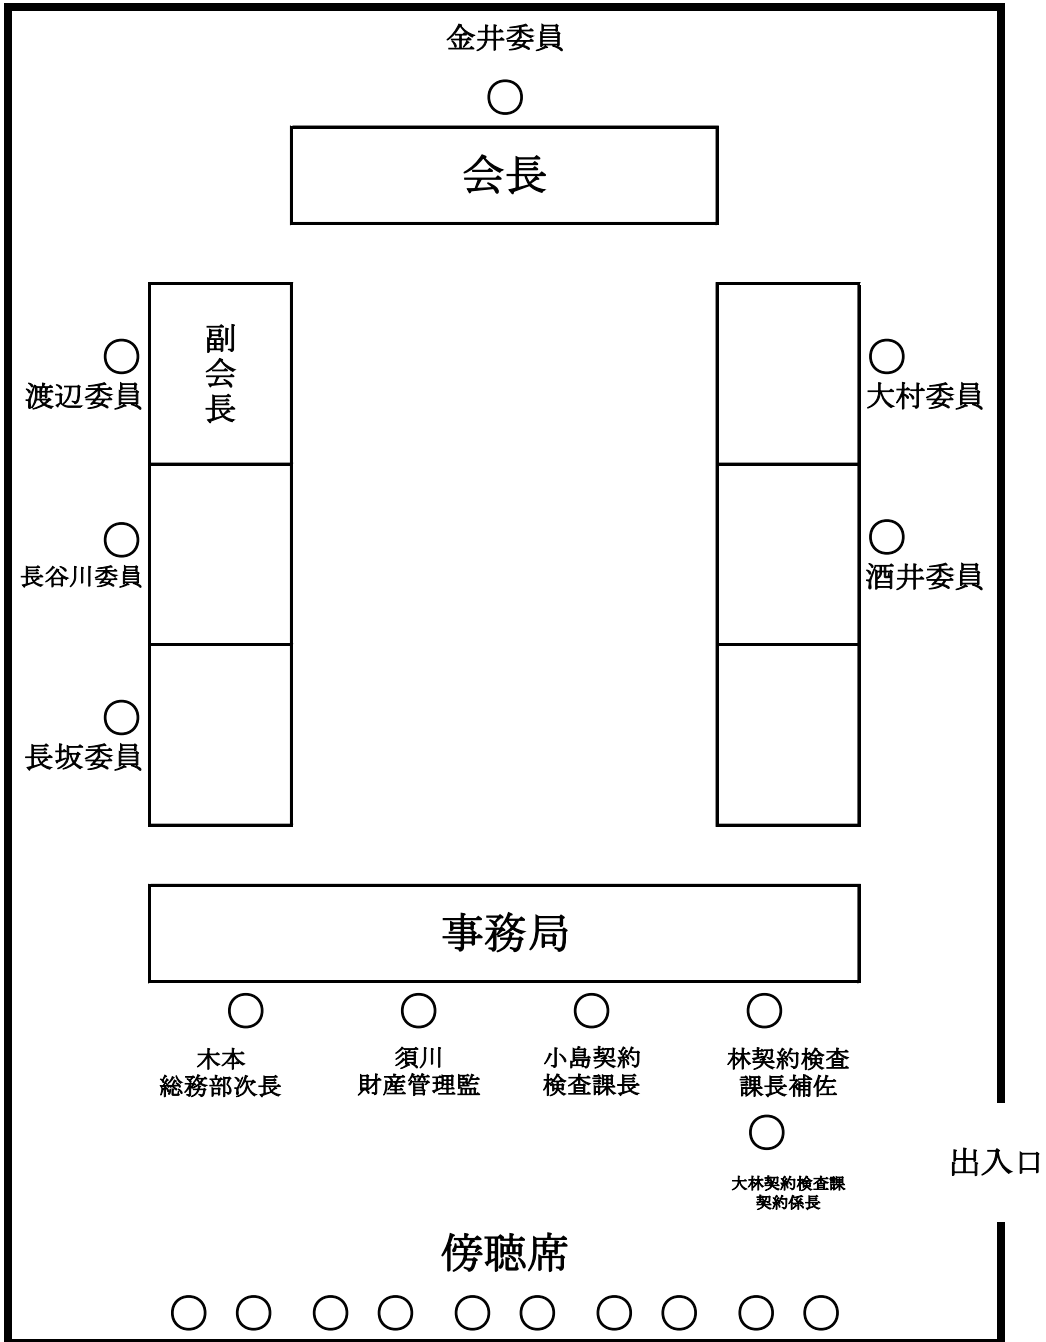 金井委員
会長
副会長
渡辺委員
大村委員
長谷川委員
酒井委員
長坂委員
事務局
木本
総務部次長
須川
財産管理監
小島契約
検査課長
林契約検査
課長補佐
大林契約検査課
契約係長
出入口
傍聴席